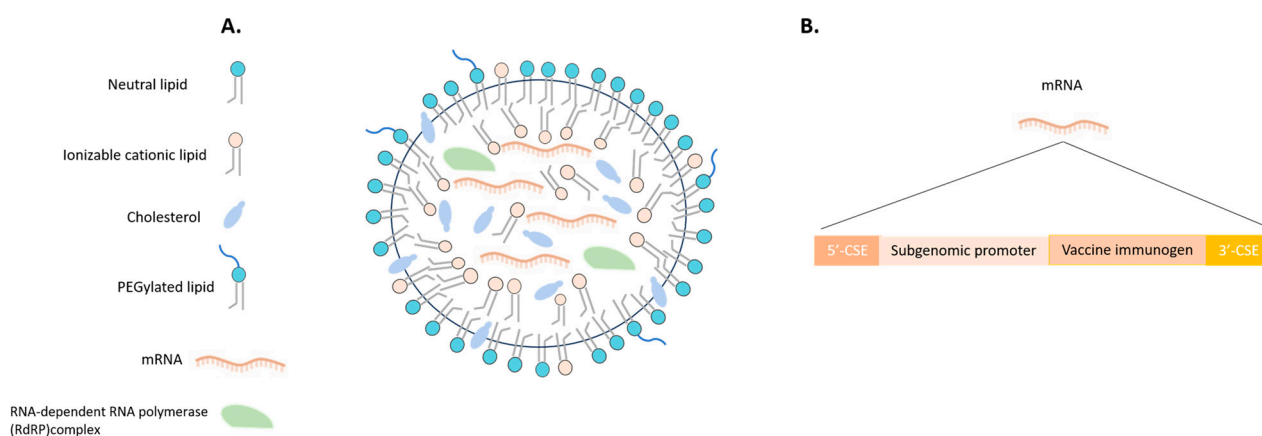 A.
Neutral lipid
Ionizable cationic lipid
Cholesterol
PEGylated lipid
mRNA
RNA-dependent RNA polymerase
(RdRP)complex
B.
mRNA
5′-CSE
Subgenomic promoter
Vaccine immunogen
3′-CSE